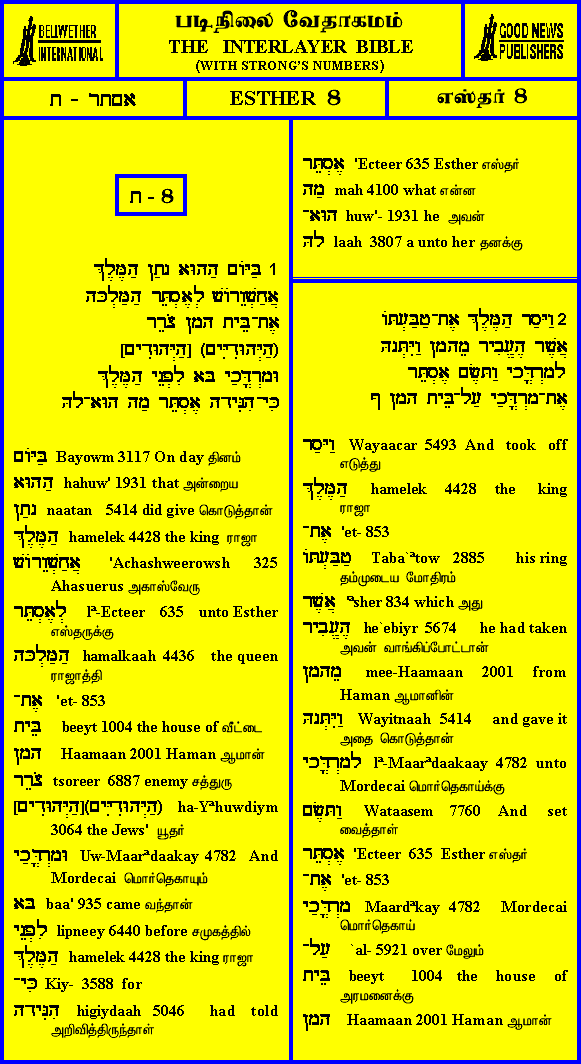 BELLWETHER
INTERNATIONAL
படிநிலை வேதாகமம்
THE INTERLAYER BIBLE
(WITH STRONG'S NUMBERS)
GOOD NEWS
PUBLISHERS
אסתר - ח
ESTHER 8
எஸ்தர் 8
8 - ח
1 בַּיּוֹם הַהוּא נָתַן הַמֶּלֶךְ
אֲחַשְׁוֵרוֹשׁ לְאֶסְתֵּר הַמַּלְכָּה
אֶת־בֵּית הָמָן צֹרֵר
[הַיְּהוּדִים] (הַיְּהוּדִיִּים)
וּמָרְדֳּכַי בָּא לִפְנֵי הַמֶּלֶךְ
כִּי־הִגִּידָה אֶסְתֵּר מַה הוּא־לָהּ
בַּיּוֹם Bayowm 3117 On day தினம்
הַהוּא hahuw' 1931 that அன்றைய
נָתַן naatan 5414 did give கொடுத்தான்
הַמֶּלֶךְ hamelek 4428 the king ராஜா
אֲחַשְׁוֵרוֹשׁ 'Achashweerowsh 325
Ahasuerus அகாஸ்வேரு
לְאֶסְתֵּר lª-Ecteer 635 unto Esther
எஸ்தருக்கு
הַמַּלְכָּה hamalkaah 4436 the queen
ராஜாத்தி
אֶת־ 'et- 853
בֵּית beeyt 1004 the house of வீட்டை
הָמָן Haamaan 2001 Haman ஆமான்
צֹרֵר tsoreer 6887 enemy சத்துரு
[הַיְּהוּדִים](הַיְּהוּדִיִּים) ha-Yªhuwdiym
3064 the Jews' யூதர்
וּמָרְדֳּכַי Uw-Maarªdaakay 4782 And
Mordecai மொர்தெகாயும்
בָּא baa' 935 came வந்தான்
לִפְנֵי lipneey 6440 before சமுகத்தில்
הַמֶּלֶךְ hamelek 4428 the king ராஜா
כִּי־ Kiy- 3588 for
הִגִּידָה higiydaah 5046 had told
அறிவித்திருந்தாள்
אֶסְתֵּר 'Ecteer 635 Esther எஸ்தர்
מַה mah 4100 what என்ன
הוּא־ huw'- 1931 he அவன்
לָהּ laah 3807 a unto her தனக்கு
2 וַיָּסַר הַמֶּלֶךְ אֶת־טַבַּעְתּוֹ
אֲשֶׁר הֶעֱבִיר מֵהָמָן וַיִּתְּנָהּ
לְמָרְדֳּכָי וַתָּשֶׂם אֶסְתֵּר
אֶת־מָרְדֳּכַי עַל־בֵּית הָמָן ף
וַיָּסַר Wayaacar 5493 And took off
எடுத்து
הַמֶּלֶךְ hamelek 4428 the king
ராஜா
אֶת־ 'et- 853
טַבַּעְתּוֹ Taba`ªtow 2885 his ring
தம்முடைய மோதிரம்
אֲשֶׁר ªsher 834 which அது
הֶעֱבִיר he`ebiyr 5674 he had taken
அவன் வாங்கிப்போட்டான்
מֵהָמָן mee-Haamaan 2001 from
Haman ஆமானின்
וַיִּתְּנָהּ Wayitnaah 5414 and gave it
அதை கொடுத்தான்
לְמָרְדֳּכָי lª-Maarªdaakaay 4782 unto
Mordecai மொர்தெகாய்க்கு
וַתָּשֶׂם Wataasem 7760 And set
வைத்தாள்
אֶסְתֵּר 'Ecteer 635 Esther எஸ்தர்
אֶת־ 'et- 853
מָרְדֳּכַי Maardªkay 4782 Mordecai
மொர்தெகாய்
עַל־ `al- 5921 over மேலும்
בֵּית beeyt 1004 the house of
அரமனைக்கு
הָמָן Haamaan 2001 Haman ஆமான்